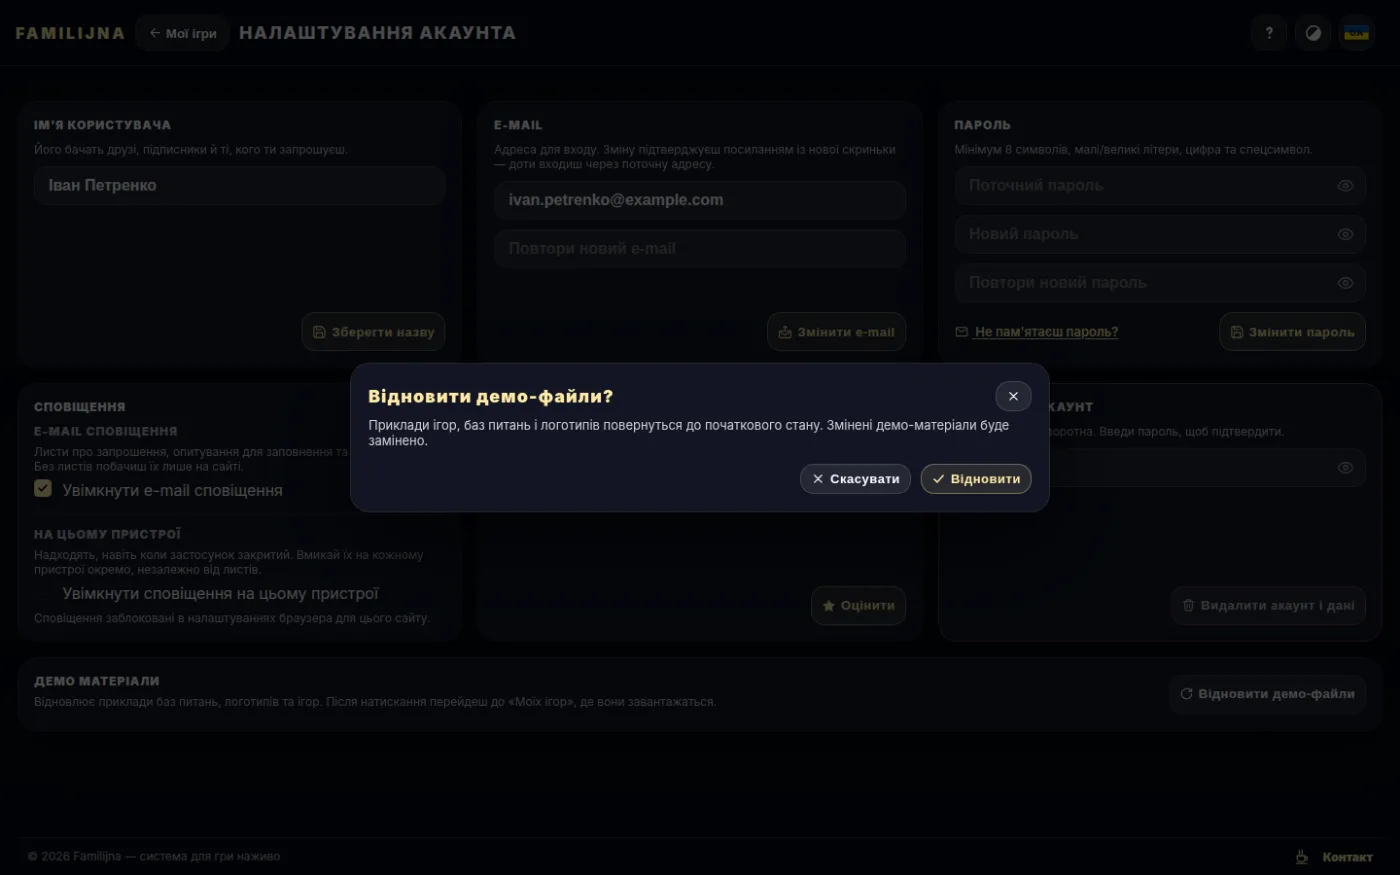 FAMILIJNA
← Мої ігри
НАЛАШТУВАННЯ АКАУНТА
?
ІМ'Я КОРИСТУВАЧА
Його бачать друзі, підписники й ті, кого ти запрошуєш.
Іван Петренко
Зберегти назву
E-MAIL
Адреса для входу. Зміну підтверджуєш посиланням із нової скриньки
— доти входиш через поточну адресу.
ivan.petrenko@example.com
Повтори новий e-mail
Змінити e-mail
ПАРОЛЬ
Мінімум 8 символів, малі/великі літери, цифра та спецсимвол.
Поточний пароль
Новий пароль
Повтори новий пароль
Не пам'ятаєш пароль?
Змінити пароль
Відновити демо-файли?
Приклади ігор, баз питань і логотипів повернуться до початкового стану. Змінені демо-матеріали буде
замінено.
Скасувати
Відновити
СПОВІЩЕННЯ
E-MAIL СПОВІЩЕННЯ
Листи про запрошення, опитування для заповнення та
Без листів побачиш їх лише на сайті.
Увімкнути e-mail сповіщення
НА ЦЬОМУ ПРИСТРОЇ
Надходять, навіть коли застосунок закритий. Вмикай їх на кожному
пристрої окремо, незалежно від листів.
Увімкнути сповіщення на цьому пристрої
Сповіщення заблоковані в налаштуваннях браузера для цього сайту.
Оцінити
КАУНТ
воротна. Введи пароль, щоб підтвердити.
Видалити акаунт і дані
ДЕМО МАТЕРІАЛИ
Відновлює приклади баз питань, логотипів та ігор. Після натискання перейдеш до «Моїх ігор», де вони завантажаться.
Відновити демо-файли
© 2026 Familijna — система для гри наживо
Контакт